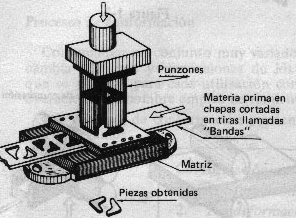 Punzones
Materia prima en
chapas cortadas
en tiras llamadas
"Bandas"
Matriz
Piezas obtenidas